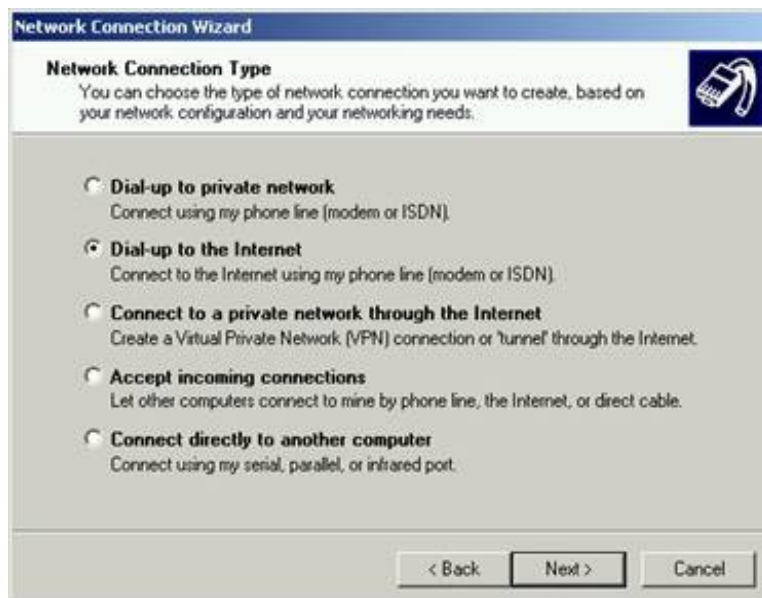 Network Connection Wizard
Network Connection Type
You can choose the type of network connection you want to create, based on
your network configuration and your networking needs.
Dial-up to private network
Connect using my phone line (modem or ISDN).
Dial-up to the Internet
Connect to the Internet using my phone line (modem or ISDN).
Connect to a private network through the Internet
Create a Virtual Private Network (VPN) connection or 'tunnel' through the Internet.
Accept incoming connections
Let other computers connect to mine by phone line, the Internet, or direct cable.
Connect directly to another computer
Connect using my serial, parallel, or infrared port.
< Back
Next >
Cancel